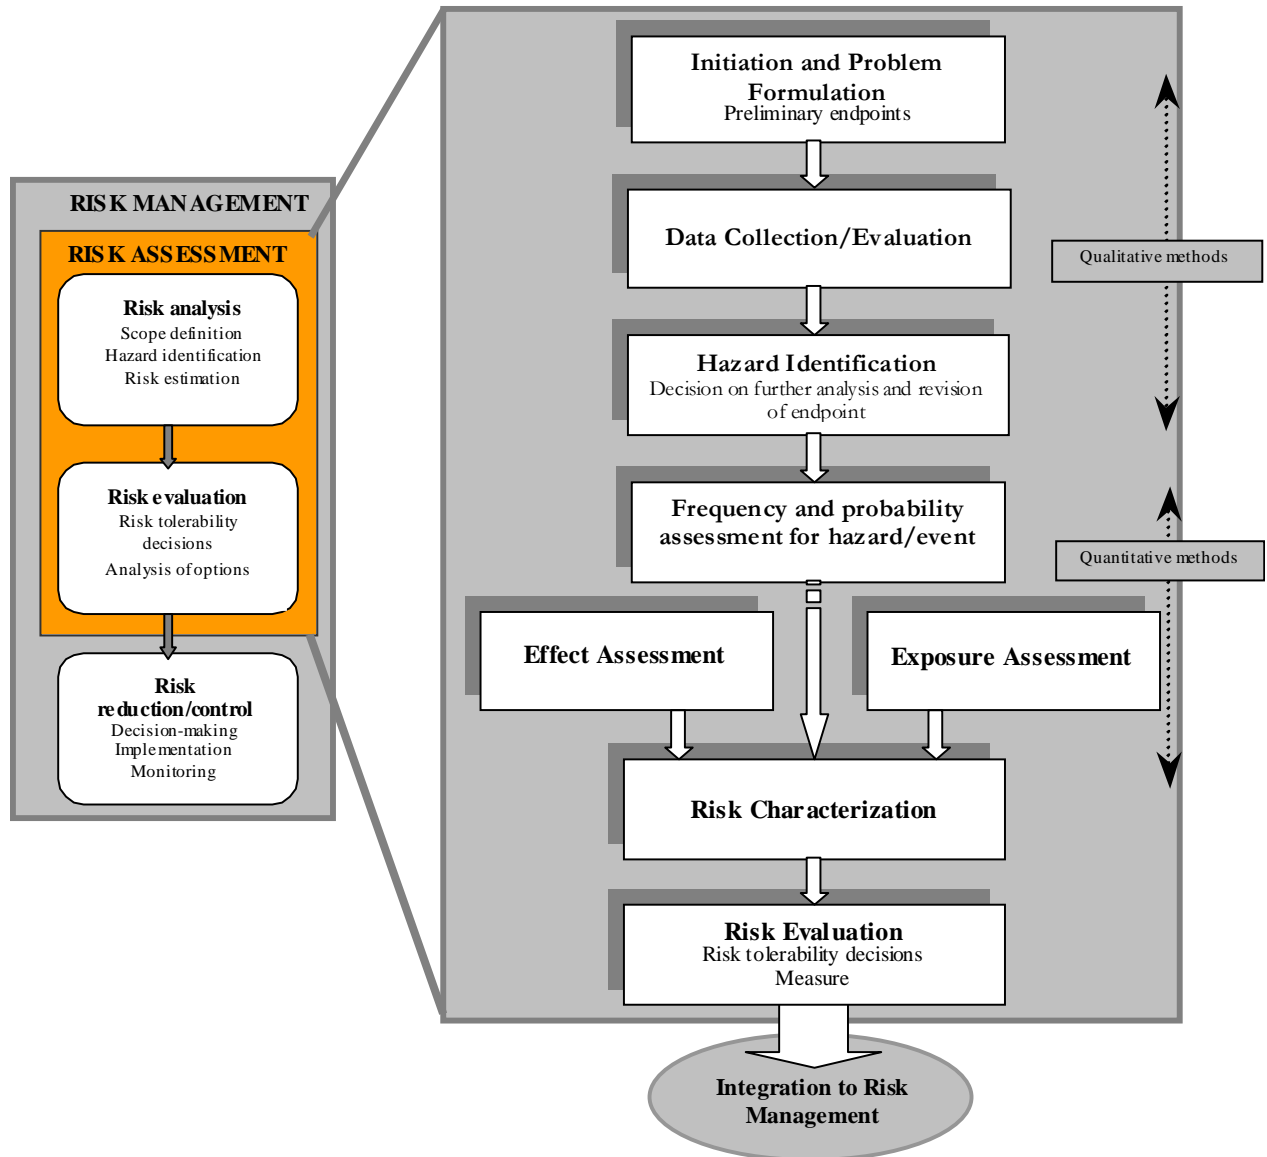 RISK MANAGEMENT
RISK ASSESSMENT
Risk analysis
Scope definition
Hazard identification
Risk estimation
Risk evaluation
Risk tolerability
decisions
Analysis of options
Risk
reduction/control
Decision-making
Implementation
Monitoring
Initiation and Problem
Formulation
Preliminary endpoints
Data Collection/Evaluation
Hazard Identification
Decision on further analysis and revision
of endpoint
Frequency and probability
assessment for hazard/event
Effect Assessment
Exposure Assessment
Risk Characterization
Risk Evaluation
Risk tolerability decisions
Measure
Integration to Risk
Management
Qualitative methods
Quantitative methods